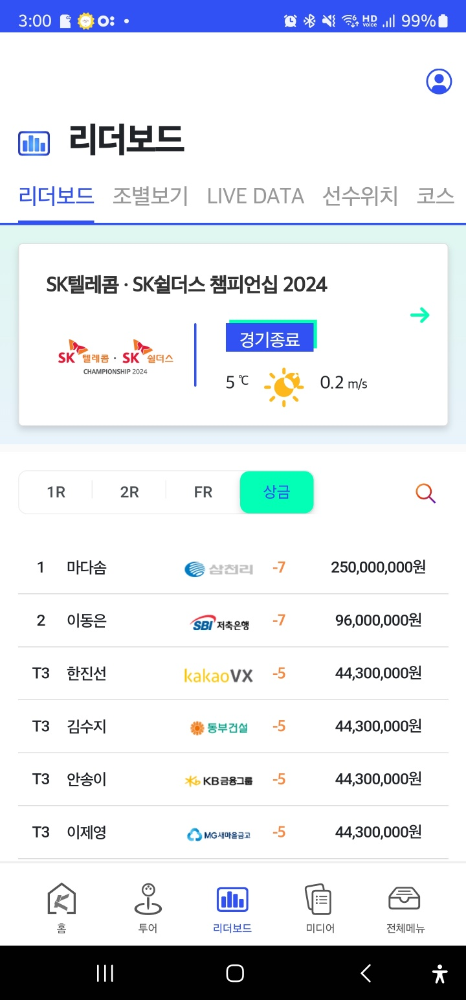 3:00 HD voice 99%
리더보드
리더보드 조별보기 LIVE DATA 선수위치 코스
SK텔레콤 · SK쉴더스 챔피언십 2024
SK 텔레콤 · SK 쉴더스
CHAMPIONSHIP 2024
경기종료
5 ℃ 0.2 m/s
1R 2R FR 상금
1 마다솜 삼천리 -7 250,000,000원
2 이동은 SBI 저축은행 -7 96,000,000원
T3 한진선 kakaoVX -5 44,300,000원
T3 김수지 동부건설 -5 44,300,000원
T3 안송이 KB금융그룹 -5 44,300,000원
T3 이제영 MG새마을금고 -5 44,300,000원
홈 투어 리더보드 미디어 전체메뉴